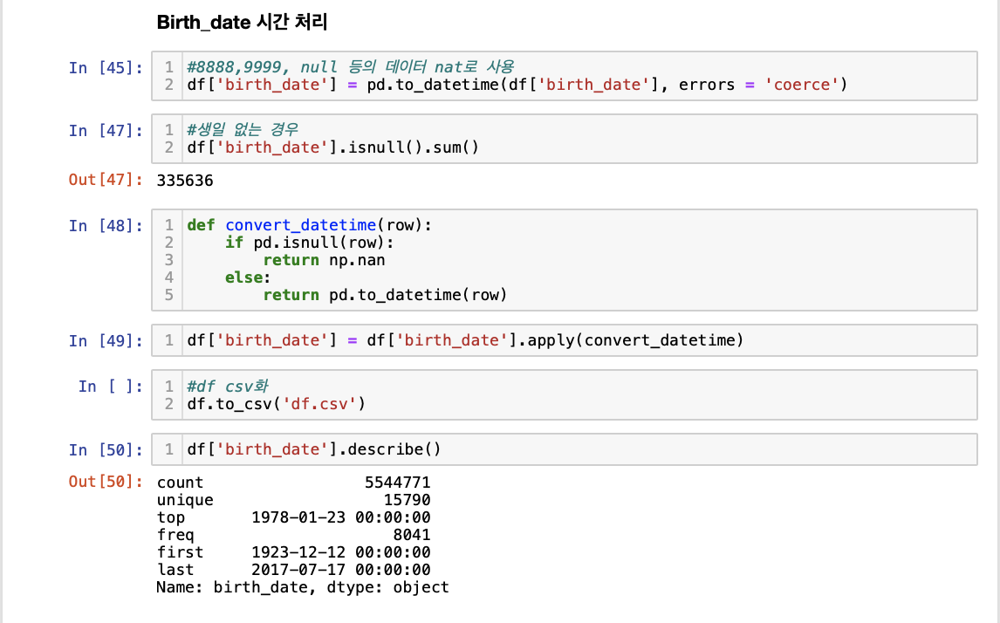 Birth_date 시간 처리
In [45]:
1 #8888,9999, null 등의 데이터 nat로 사용
2 df['birth_date'] = pd.to_datetime(df['birth_date'], errors = 'coerce')
In [47]:
1 #생일 없는 경우
2 df['birth_date'].isnull().sum()
Out[47]: 335636
In [48]:
1 def convert_datetime(row):
2     if pd.isnull(row):
3         return np.nan
4     else:
5         return pd.to_datetime(row)
In [49]:
1 df['birth_date'] = df['birth_date'].apply(convert_datetime)
In [ ]:
1 #df csv화
2 df.to_csv('df.csv')
In [50]:
1 df['birth_date'].describe()
Out[50]:
count                 5544771
unique                  15790
top       1978-01-23 00:00:00
freq                     8041
first     1923-12-12 00:00:00
last      2017-07-17 00:00:00
Name: birth_date, dtype: object